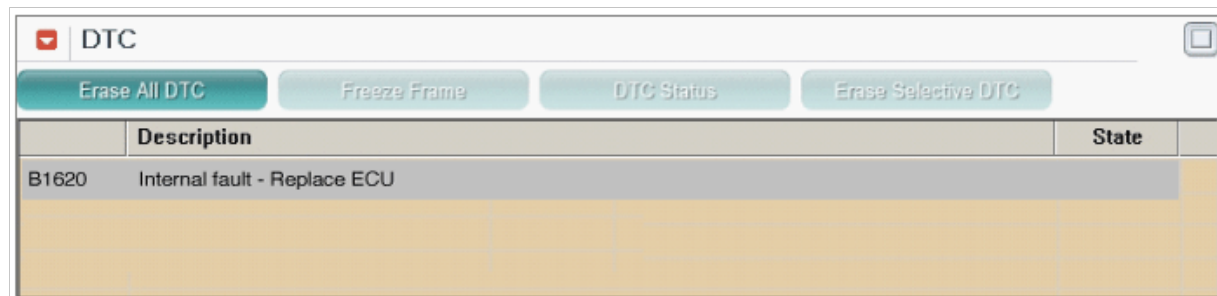 DTC
Erase All DTC Freeze Frame DTC Status Erase Selective DTC
Description State
B1620 Internal fault - Replace ECU